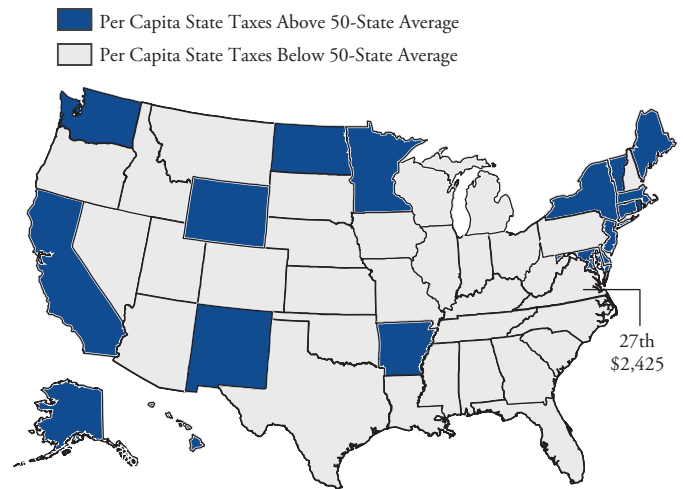 Per Capita State Taxes Above 50-State Average
Per Capita State Taxes Below 50-State Average
27th
$2,425